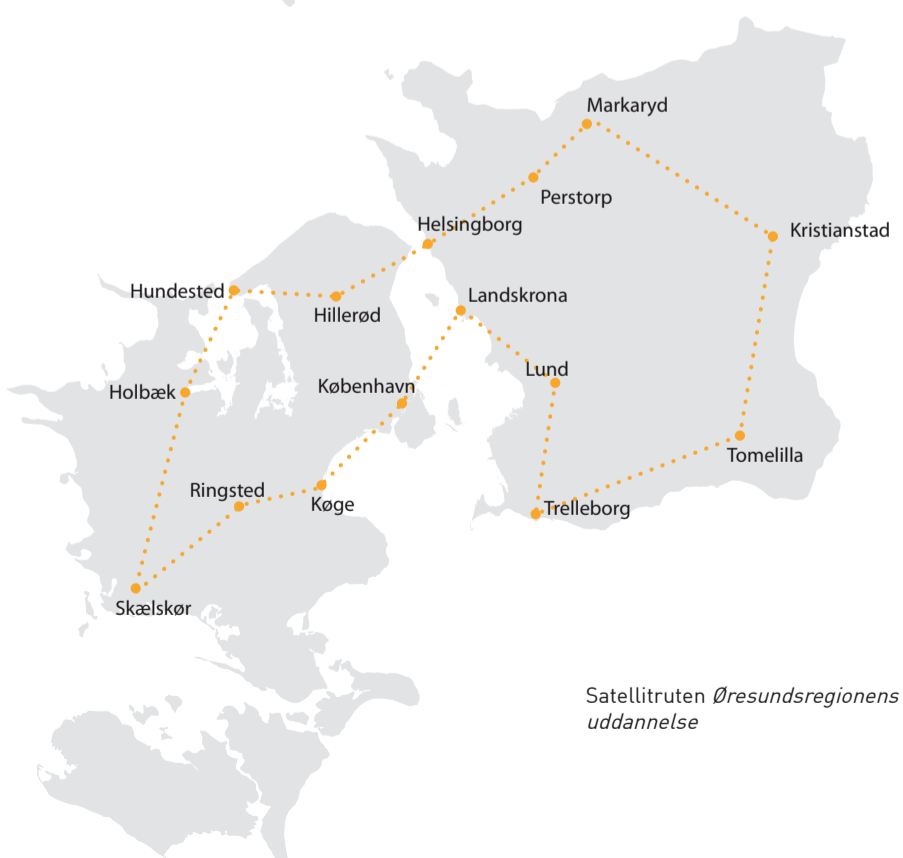 Markaryd
Perstorp
Helsingborg
Kristianstad
Hundested
Landskrona
Hillerød
Lund
København
Holbæk
Tomelilla
Ringsted
Køge
Trelleborg
Skælskør
Satellitruten Øresundsregionens
uddannelse